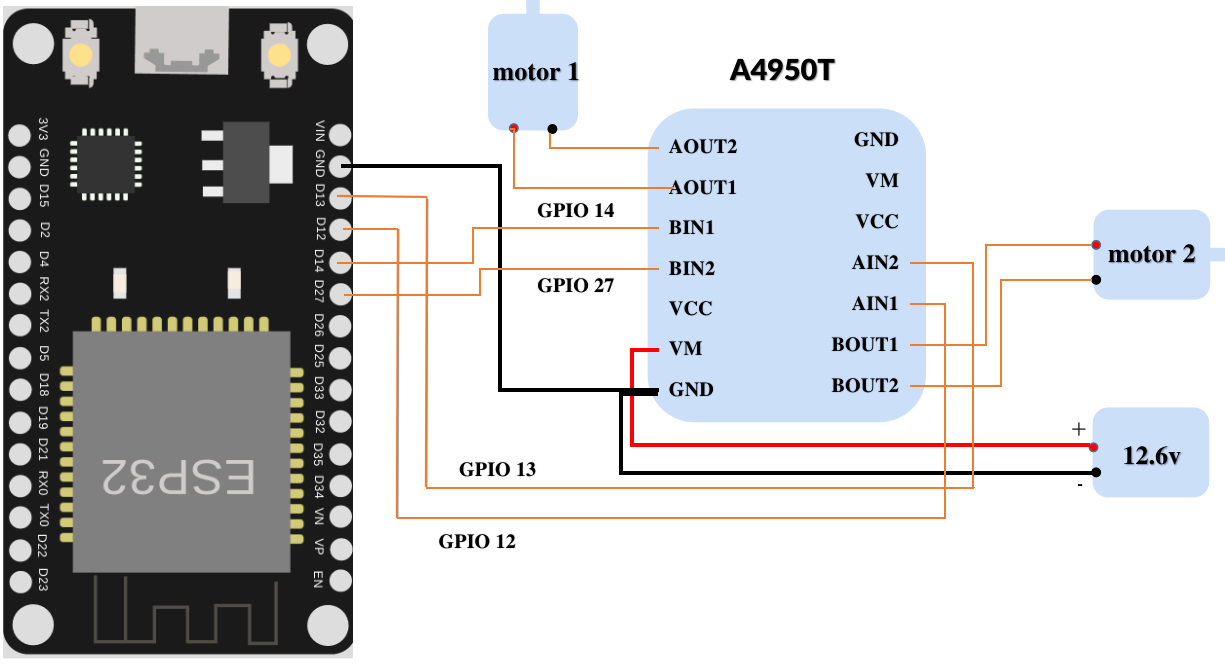 3V3
GND
D15
D2
D4
RX2
TX2
D5
D18
D19
D21
RX0
TX0
D22
D23
VIN
GND
D13
D12
D14
D27
D26
D25
D33
D32
D35
D34
VN
VP
EN
ESP32
motor 1
A4950T
AOUT2
AOUT1
BIN1
BIN2
VCC
VM
GND
GND
VM
VCC
AIN2
AIN1
BOUT1
BOUT2
GPIO 14
GPIO 27
GPIO 13
GPIO 12
motor 2
+
12.6v
-